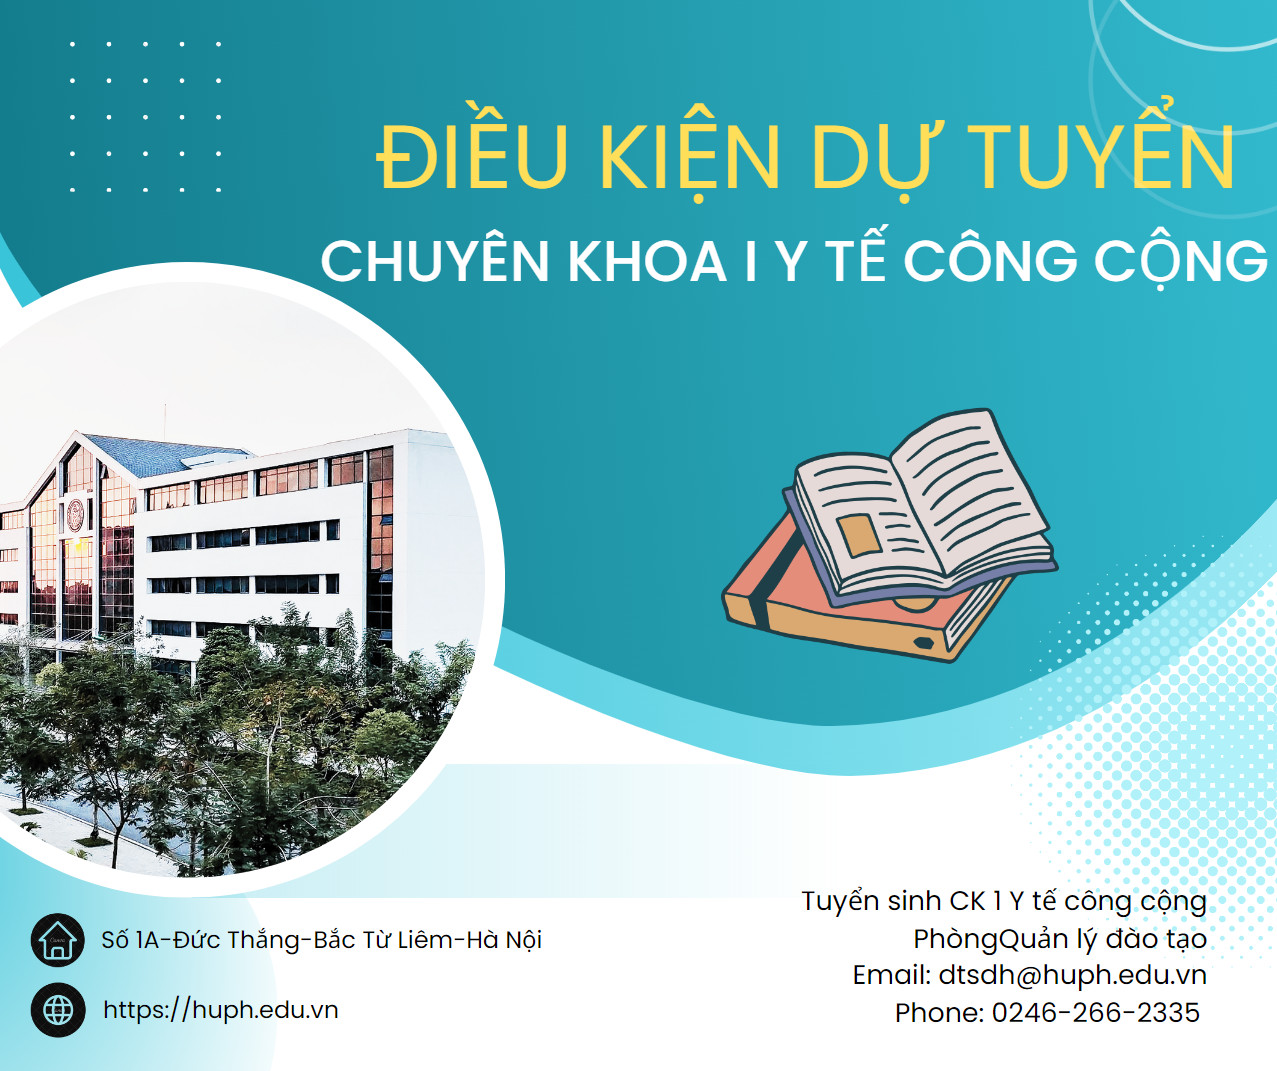 ĐIỀU KIỆN DỰ TUYỂN
CHUYÊN KHOA I Y TẾ CÔNG CỘNG
Tuyển sinh CK 1 Y tế công cộng
PhòngQuản lý đào tạo
Email: dtsdh@huph.edu.vn
Phone: 0246-266-2335
Số 1A-Đức Thắng-Bắc Từ Liêm-Hà Nội
https://huph.edu.vn